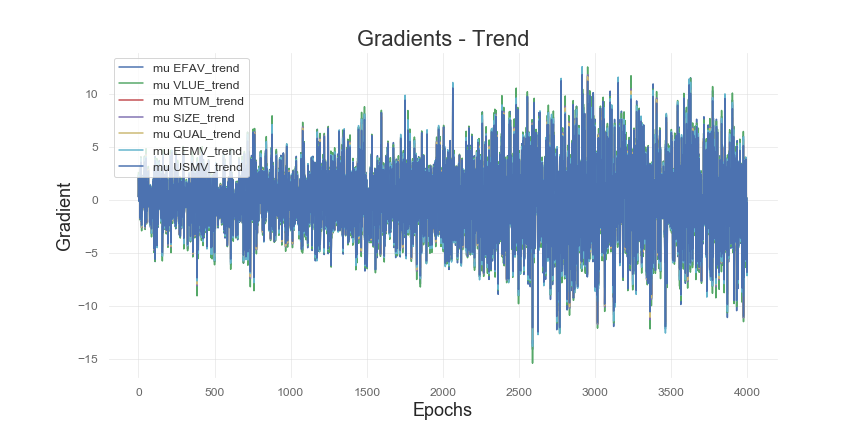 Gradients - Trend
mu EFAV_trend
mu VLUE_trend
mu MTUM_trend
mu SIZE_trend
mu QUAL_trend
mu EEMV_trend
mu USMV_trend
10
5
0
−5
−10
−15
Gradient
0 500 1000 1500 2000 2500 3000 3500 4000
Epochs